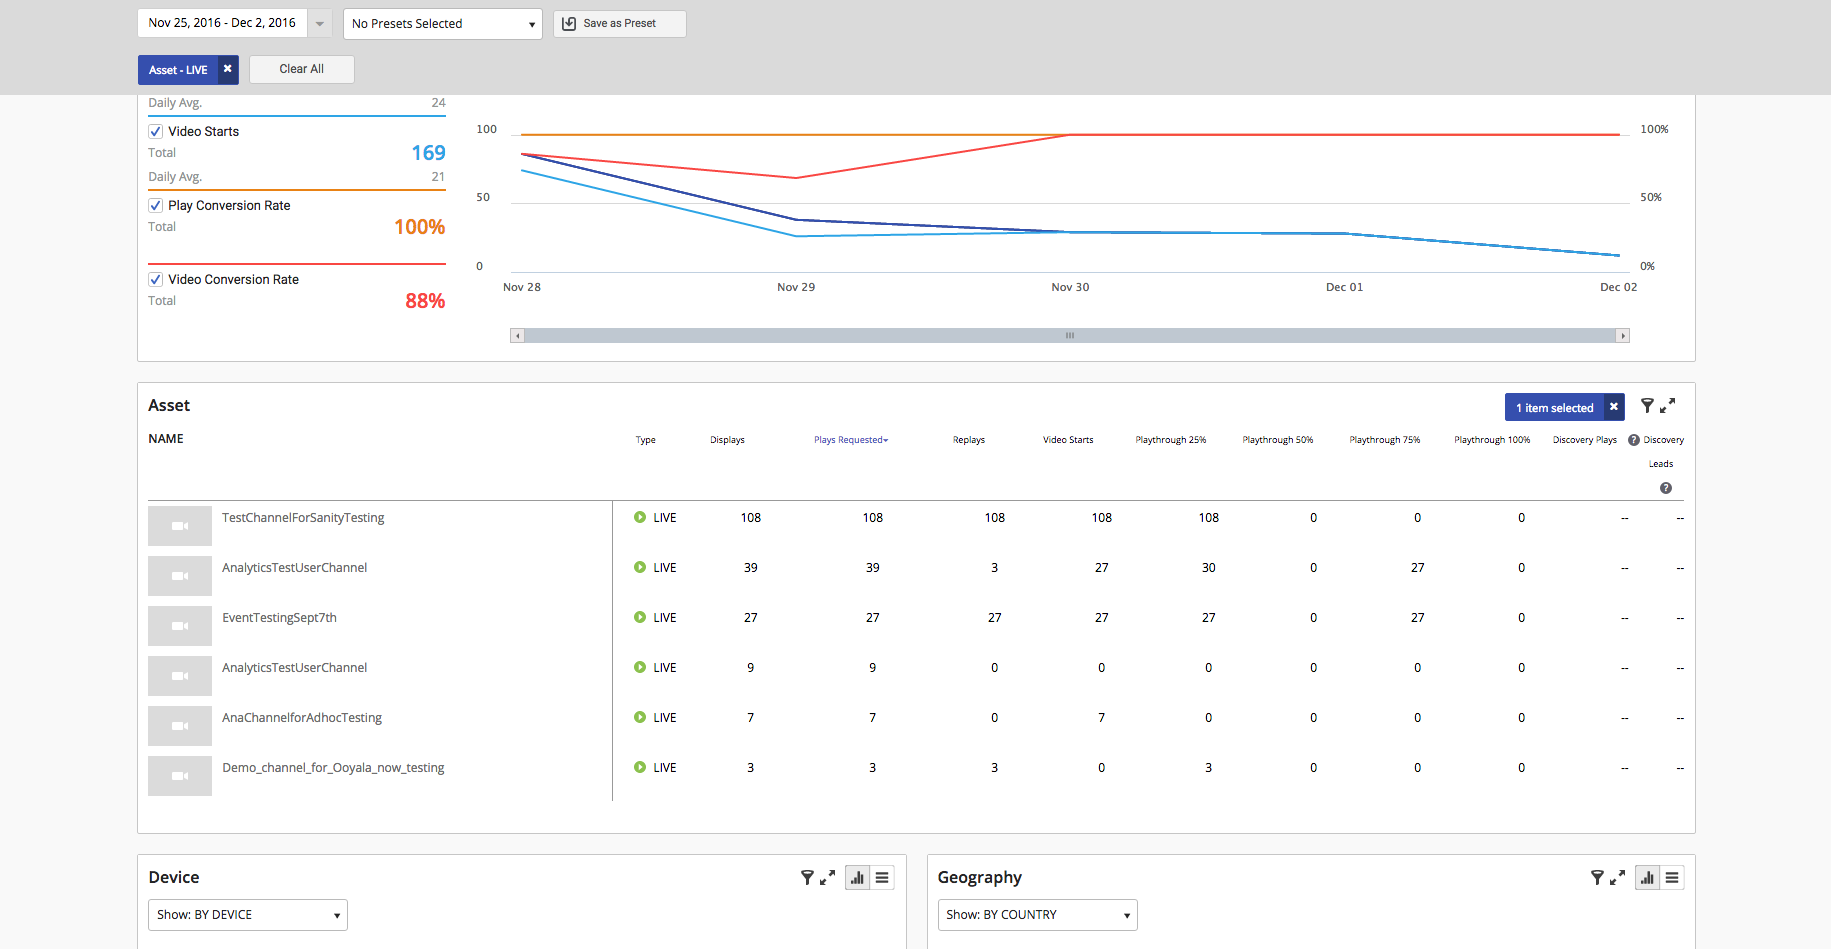 Nov 25, 2016 - Dec 2, 2016
No Presets Selected
Save as Preset
Asset - LIVE
Clear All
Daily Avg. 24
Video Starts
Total 169
Daily Avg. 21
Play Conversion Rate
Total 100%
Video Conversion Rate
Total 88%
100 100%
50 50%
0 0%
Nov 28 Nov 29 Nov 30 Dec 01 Dec 02
Asset
1 item selected
NAME Type Displays Plays Requested Replays Video Starts Playthrough 25% Playthrough 50% Playthrough 75% Playthrough 100% Discovery Plays ? Discovery
Leads
?
TestChannelForSanityTesting LIVE 108 108 108 108 108 0 0 0 -- --
AnalyticsTestUserChannel LIVE 39 39 3 27 30 0 27 0 -- --
EventTestingSept7th LIVE 27 27 27 27 27 0 27 0 -- --
AnalyticsTestUserChannel LIVE 9 9 0 0 0 0 0 0 -- --
AnaChannelforAdhocTesting LIVE 7 7 0 7 0 0 0 0 -- --
Demo_channel_for_Ooyala_now_testing LIVE 3 3 3 0 3 0 0 0 -- --
Device
Show: BY DEVICE
Geography
Show: BY COUNTRY